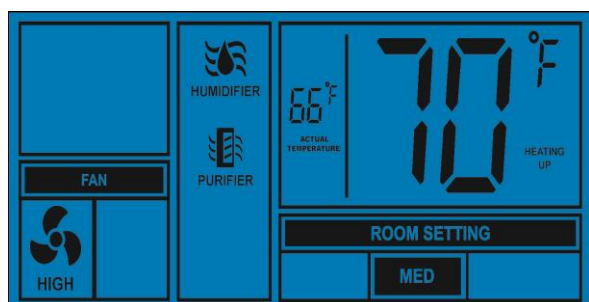 HUMIDIFIER
PURIFIER
FAN
HIGH
66°F
ACTUAL
TEMPERATURE
70°F
HEATING
UP
ROOM SETTING
MED